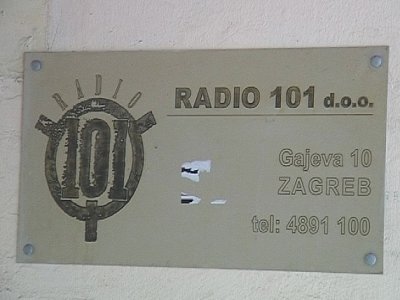 RADIO
101
RADIO 101 d.o.o.
Gajeva 10
ZAGREB
tel: 4891 100